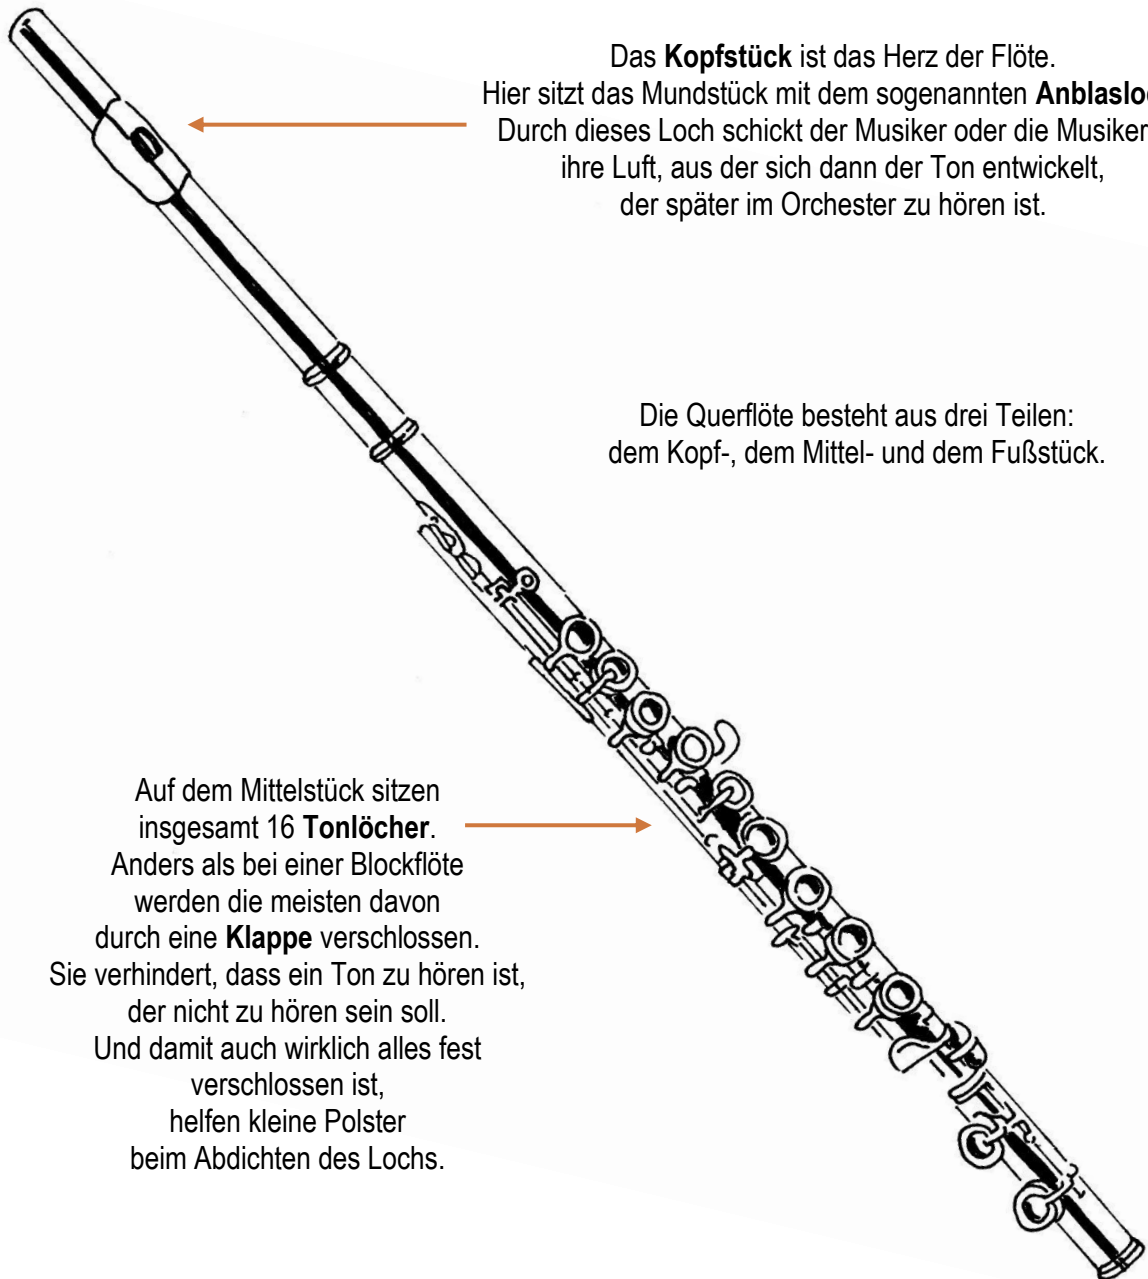 Das Kopfstück ist das Herz der Flöte.
Hier sitzt das Mundstück mit dem sogenannten Anblaslo
Durch dieses Loch schickt der Musiker oder die Musiker
ihre Luft, aus der sich dann der Ton entwickelt,
der später im Orchester zu hören ist.
Die Querflöte besteht aus drei Teilen:
dem Kopf-, dem Mittel- und dem Fußstück.
Auf dem Mittelstück sitzen
insgesamt 16 Tonlöcher.
Anders als bei einer Blockflöte
werden die meisten davon
durch eine Klappe verschlossen.
Sie verhindert, dass ein Ton zu hören ist,
der nicht zu hören sein soll.
Und damit auch wirklich alles fest
verschlossen ist,
helfen kleine Polster
beim Abdichten des Lochs.